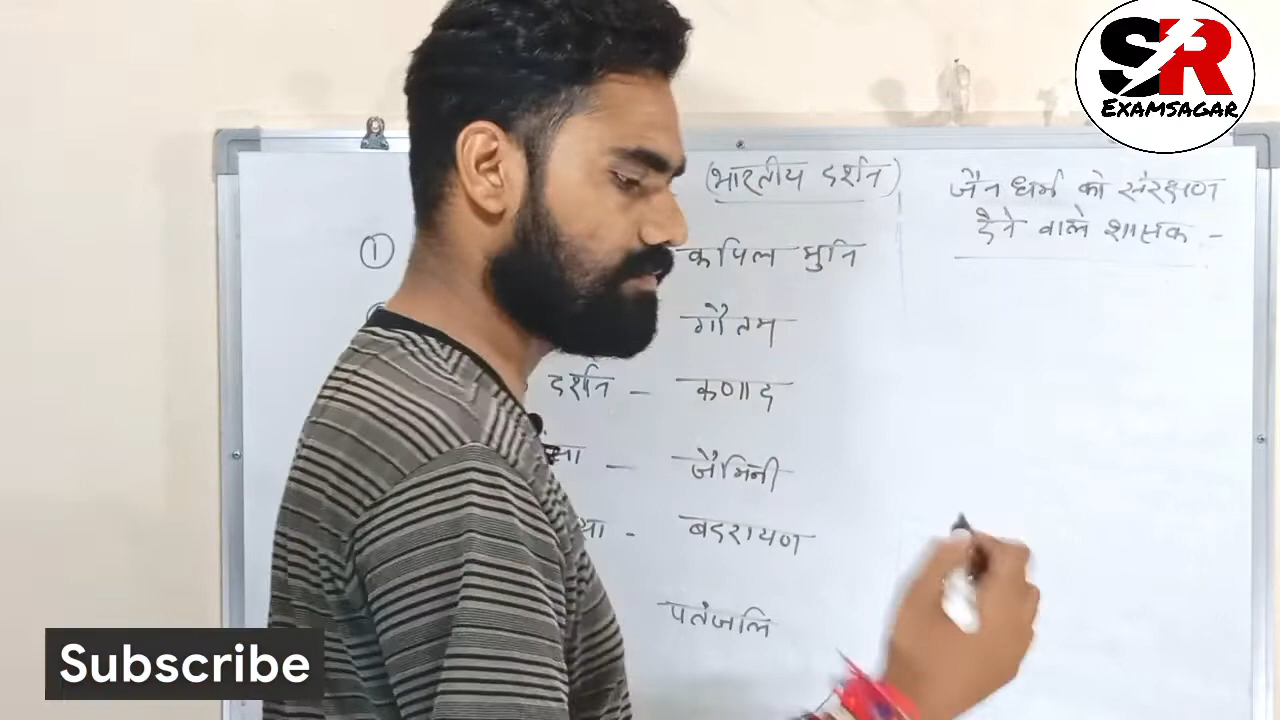 SR
EXAMSAGAR
(भारतीय दर्शन)
① कपिल मुनि
गौतम
दर्शन - कणाद
सा - जैमिनी
सा - बदरायण
पतंजलि
जैन धर्म को संरक्षण
देने वाले शासक -
Subscribe